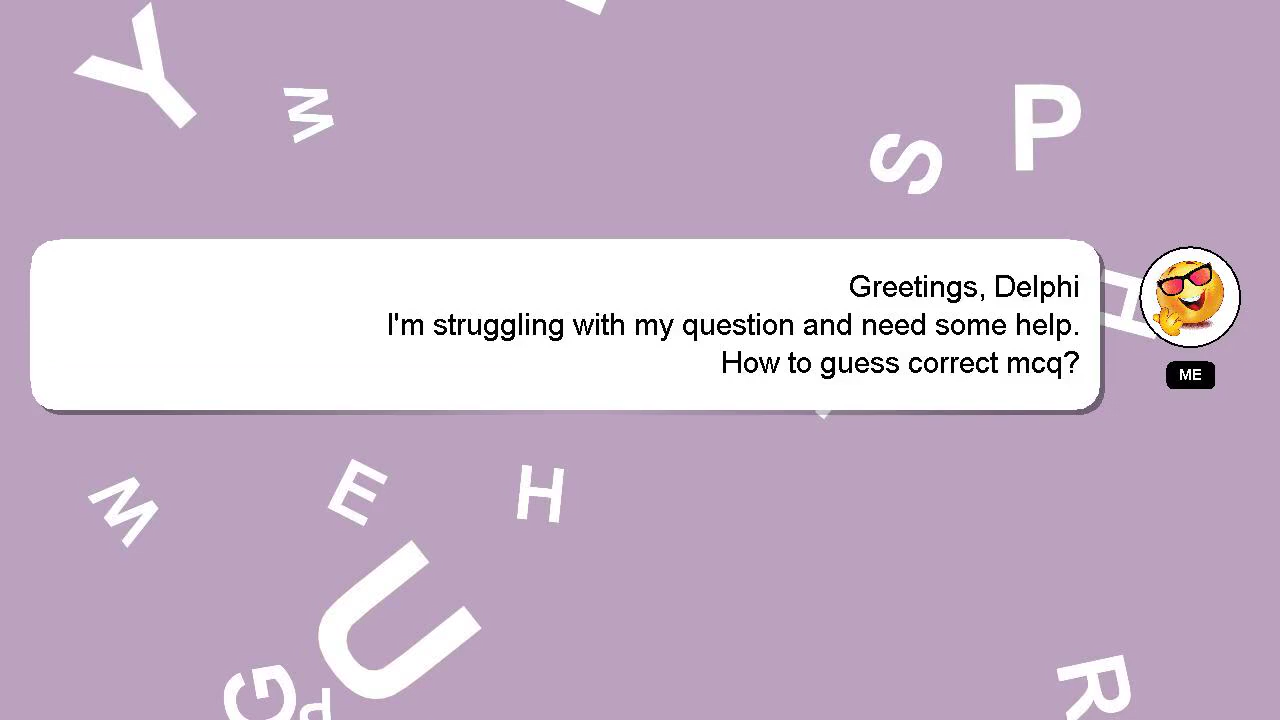 Y
W
S
P
Greetings, Delphi
I'm struggling with my question and need some help.
How to guess correct mcq?
ME
H
M
E
H
U
G
R